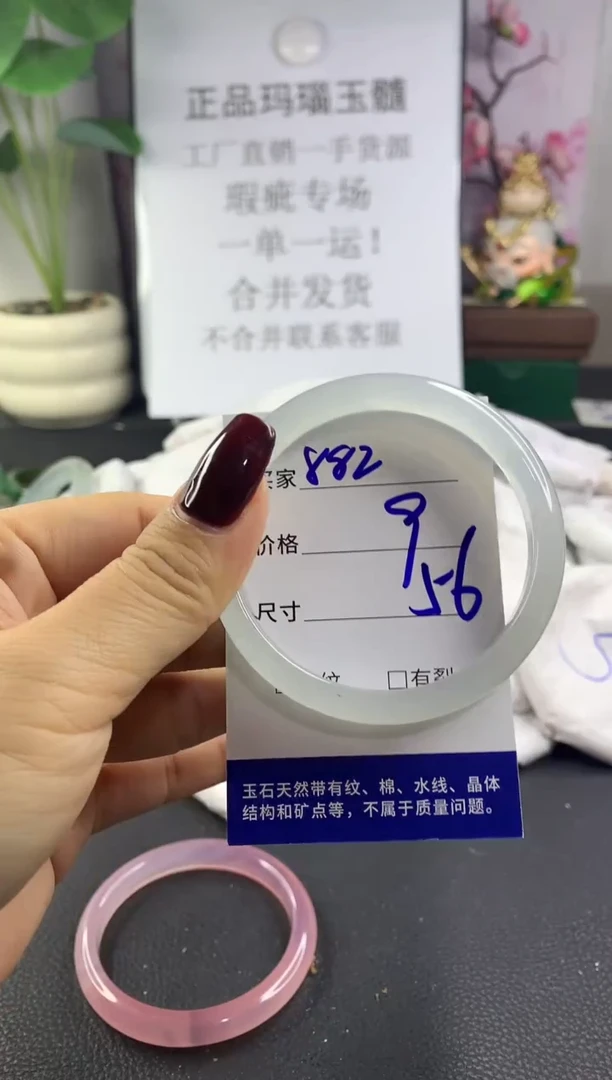 正品玛瑙玉髓
工厂直销一手货源
瑕疵专场
一单一运！
合并发货
不合并联系客服
买家 882
价格 9
尺寸 56
纹 □有裂
玉石天然带有纹、棉、水线、晶体
结构和矿点等，不属于质量问题。